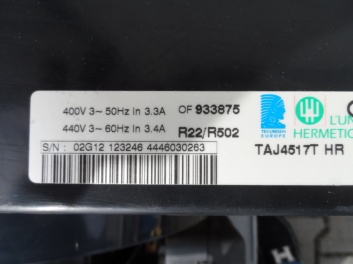 400V 3~ 50Hz In 3.3A OF 933875
440V 3~ 60Hz In 3.4A R22/R502
TECUMSEH EUROPE
L'UN
HERMETIC
S/N : 02G12 123246 4446030263
TAJ4517T HR
H